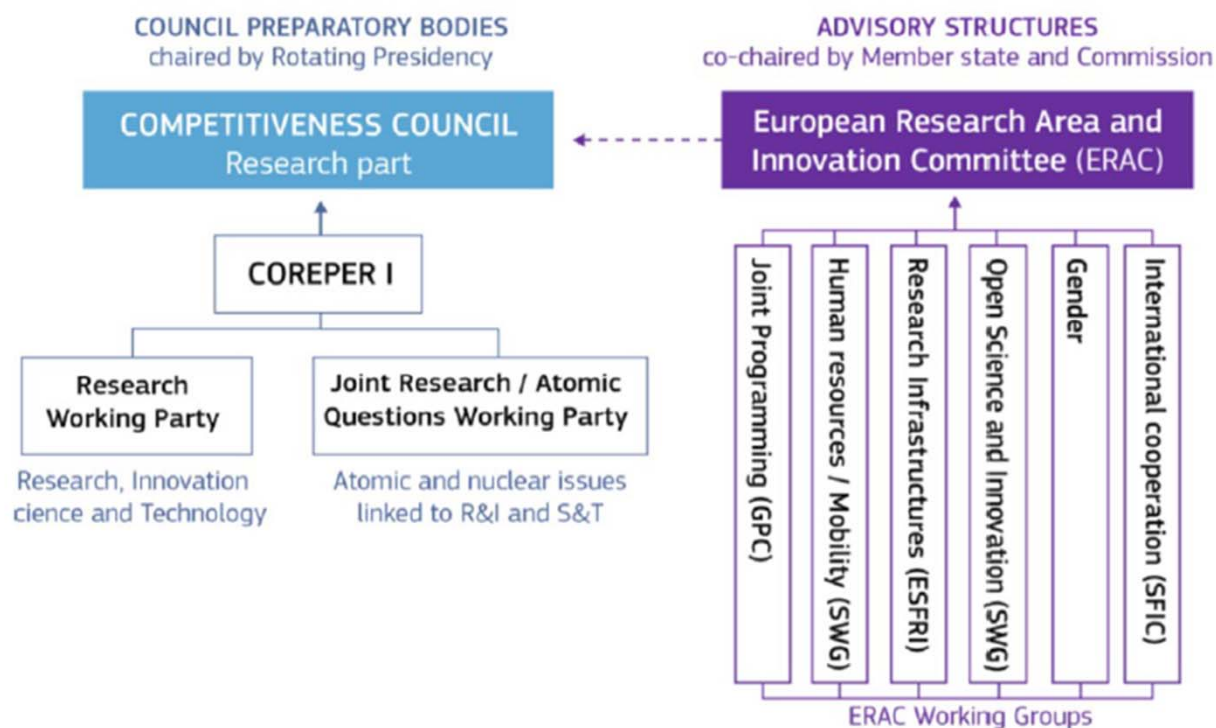 COUNCIL PREPARATORY BODIES
chaired by Rotating Presidency
COMPETITIVENESS COUNCIL
Research part
COREPER I
Research
Working Party
Joint Research / Atomic
Questions Working Party
Research, Innovation
cience and Technology
Atomic and nuclear issues
linked to R&I and S&T
ADVISORY STRUCTURES
co-chaired by Member state and Commission
European Research Area and
Innovation Committee (ERAC)
Joint Programming (GPC)
Human resources / Mobility (SWG)
Research Infrastructures (ESFRI)
Open Science and Innovation (SWG)
Gender
International cooperation (SFIC)
ERAC Working Groups